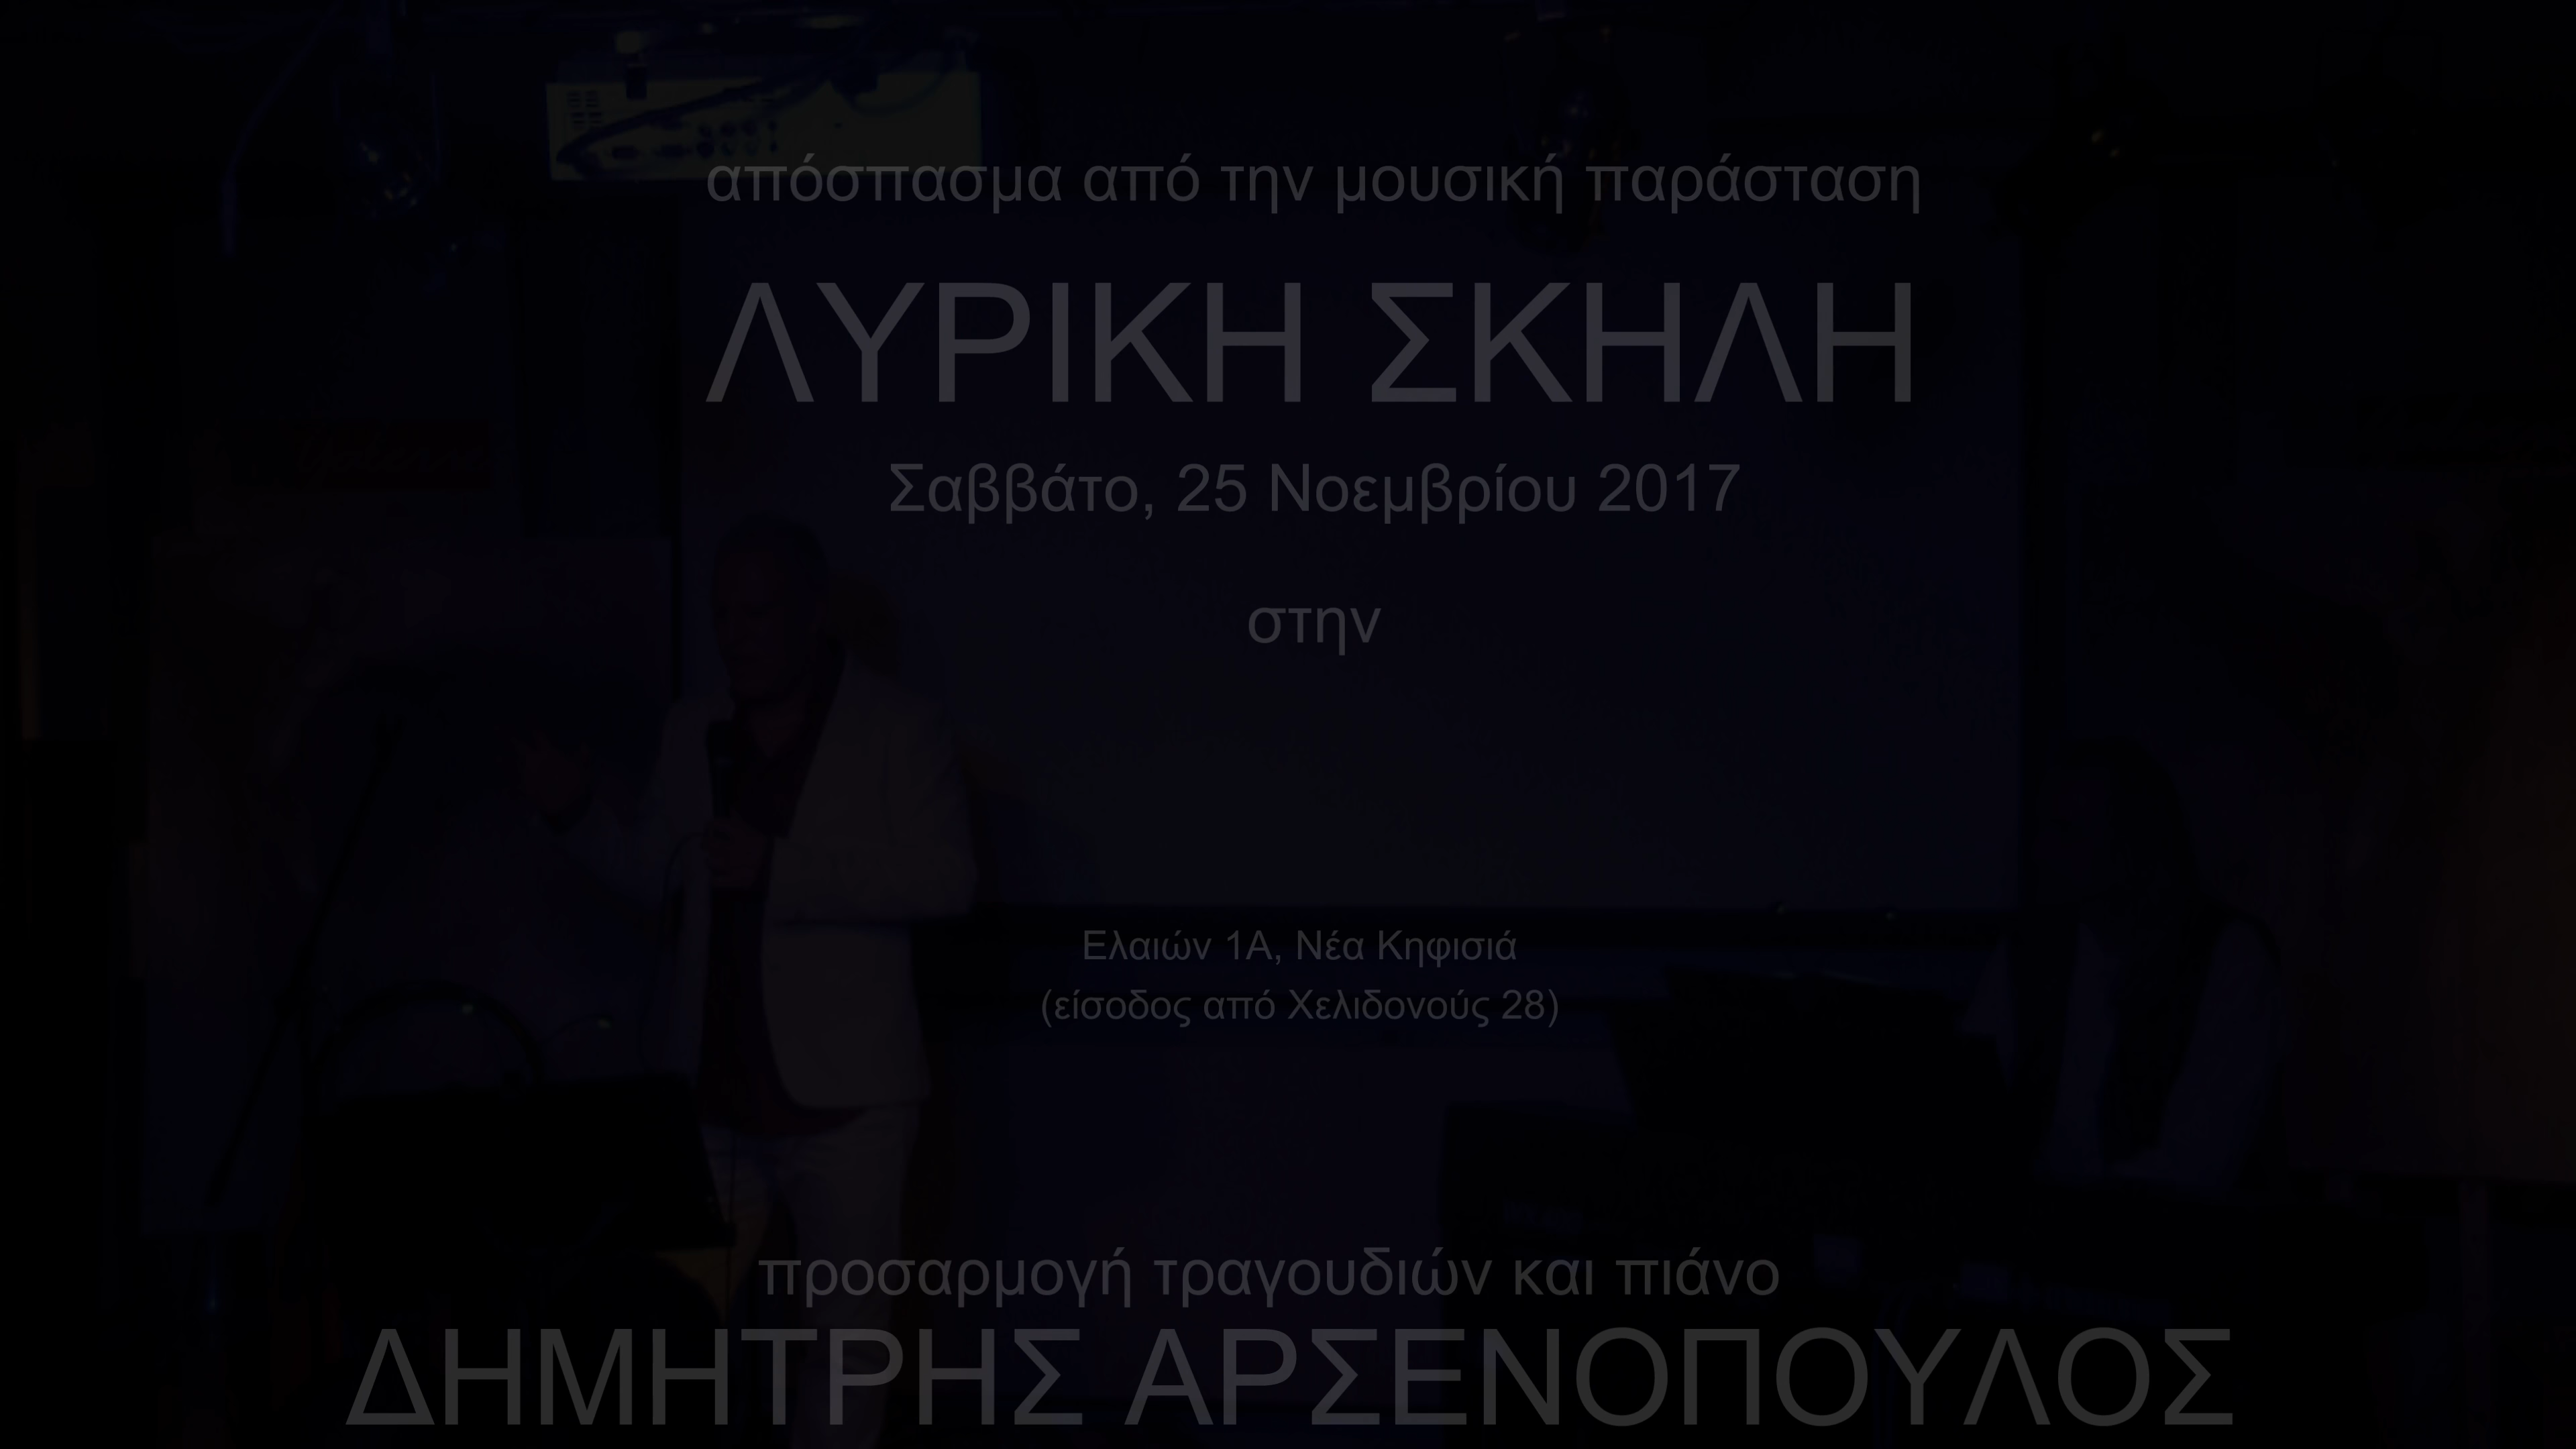 απόσπασμα από την μουσική παράσταση
ΛΥΡΙΚΗ ΣΚΗΛΗ
Σαββάτο, 25 Νοεμβρίου 2017
στην
Ελαιών 1Α, Νέα Κηφισιά
(είσοδος από Χελιδονούς 28)
προσαρμογή τραγουδιών και πιάνο
ΔΗΜΗΤΡΗΣ ΑΡΣΕΝΟΠΟΥΛΟΣ